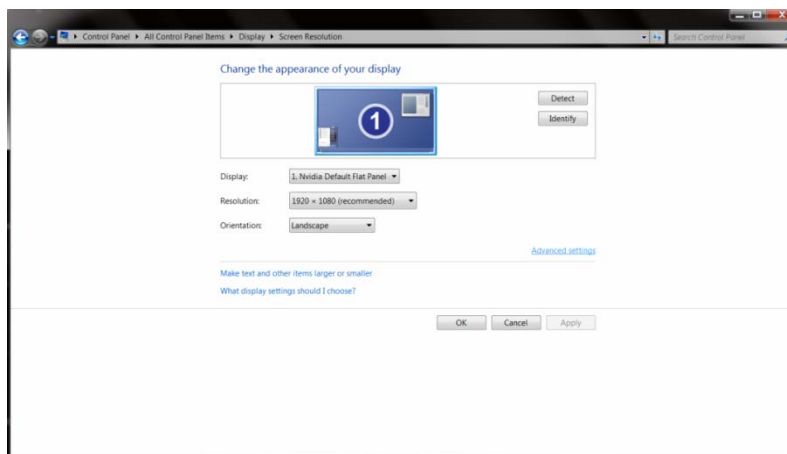 Control Panel ▸ All Control Panel Items ▸ Display ▸ Screen Resolution
Search Control Panel
Change the appearance of your display
1
Detect
Identify
Display: 1. Nvidia Default Flat Panel
Resolution: 1920 × 1080 (recommended)
Orientation: Landscape
Advanced settings
Make text and other items larger or smaller
What display settings should I choose?
OK Cancel Apply